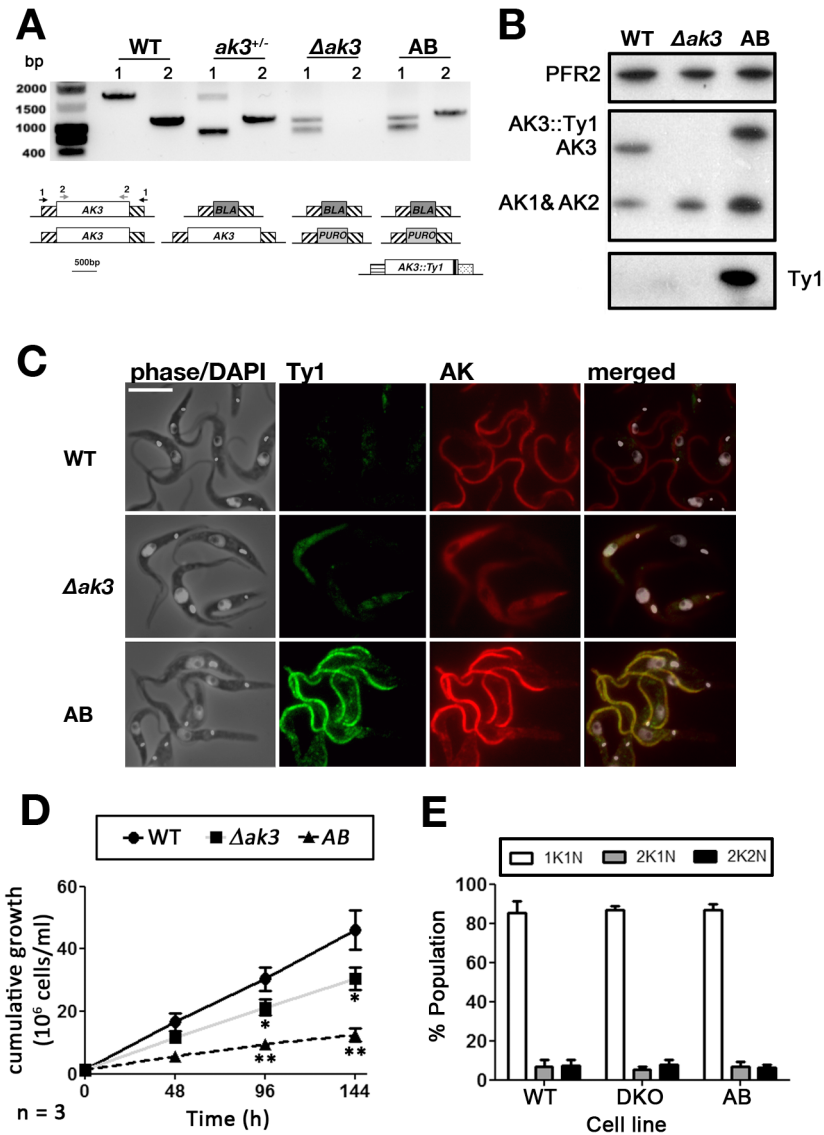 A
WT ak3+/- Δak3 AB
bp 1 2 1 2 1 2 1 2
2000
1500
1000
400
1 2 2 1
AK3 BLA BLA BLA
AK3 AK3 PURO PURO
500bp
AK3::Ty1
B
WT Δak3 AB
PFR2
AK3::Ty1
AK3
AK1& AK2
Ty1
C
phase/DAPI Ty1 AK merged
WT
Δak3
AB
D
WT Δak3 AB
60
40
20
0
cumulative growth
(10⁶ cells/ml)
* *
** **
0 48 96 144
n = 3 Time (h)
E
1K1N 2K1N 2K2N
100
80
60
40
20
0
% Population
WT DKO AB
Cell line